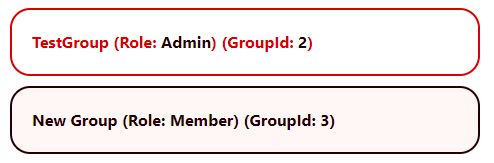 TestGroup (Role: Admin) (GroupId: 2)
New Group (Role: Member) (GroupId: 3)